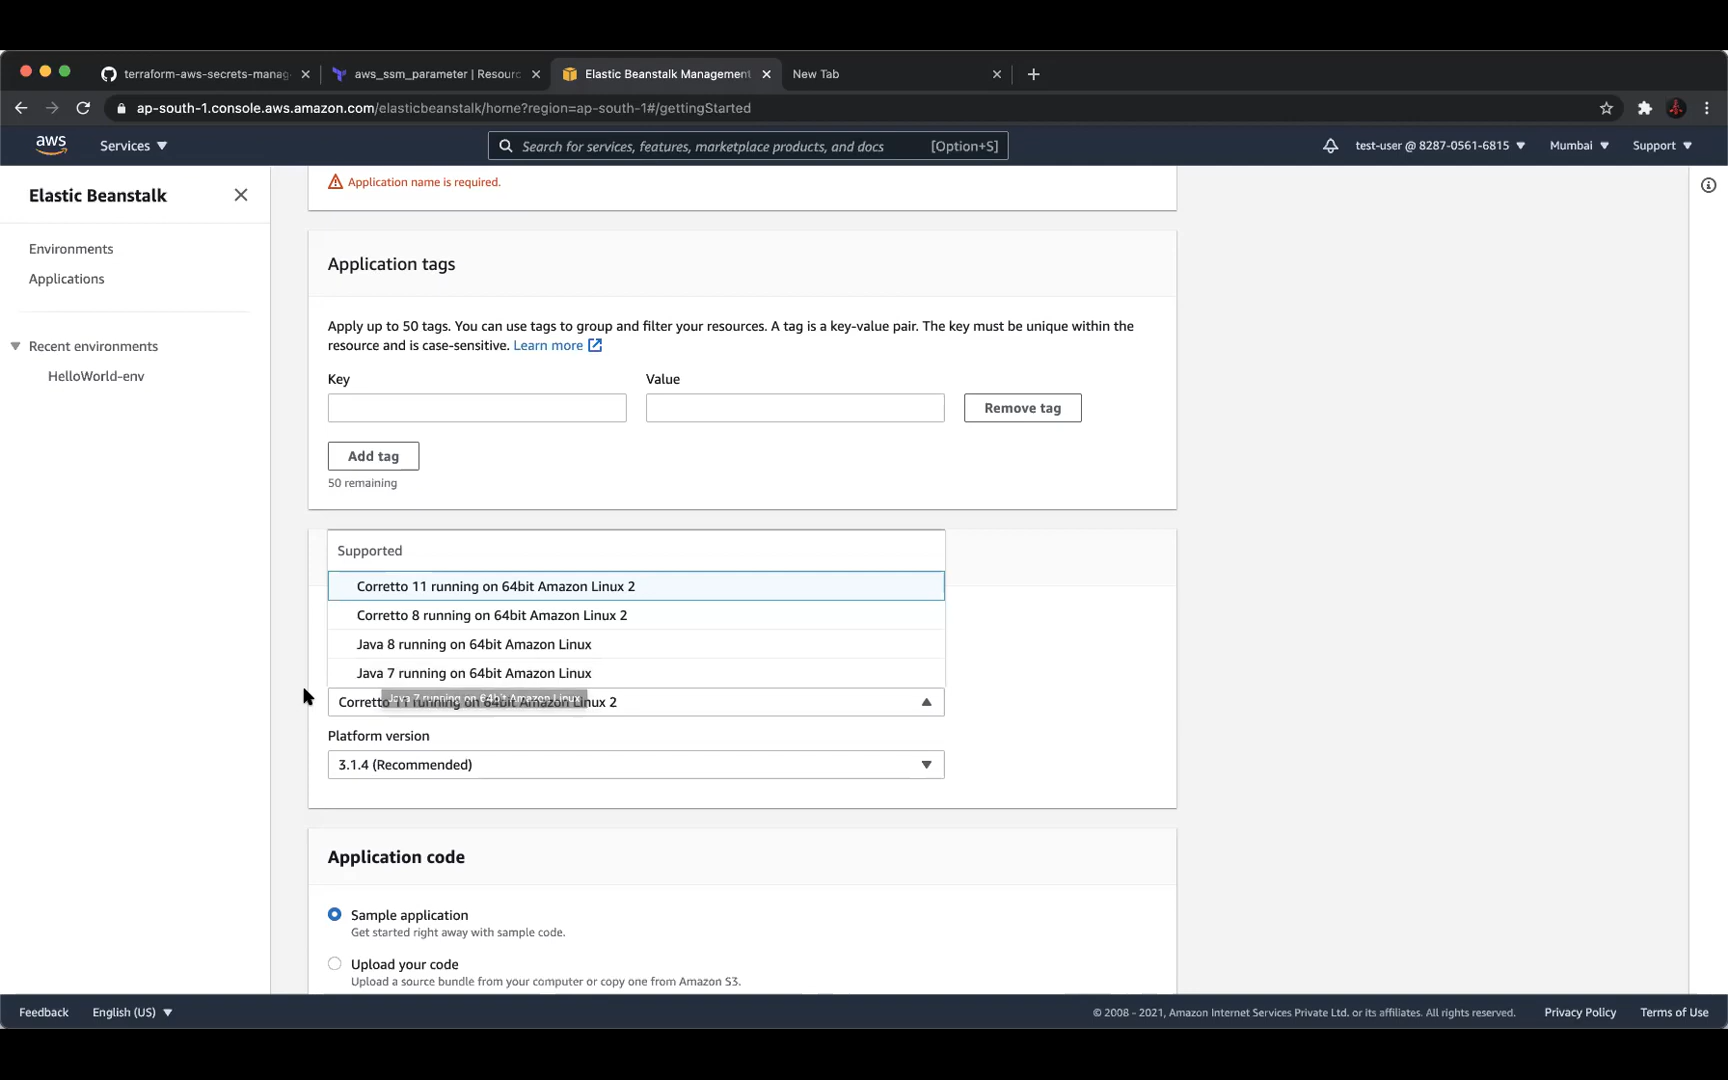 terraform-aws-secrets-manag
aws_ssm_parameter | Resourc
Elastic Beanstalk Management
New Tab
ap-south-1.console.aws.amazon.com/elasticbeanstalk/home?region=ap-south-1#/gettingStarted
aws
Services
Search for services, features, marketplace products, and docs
[Option+S]
test-user @ 8287-0561-6815
Mumbai
Support
Elastic Beanstalk
Environments
Applications
Recent environments
HelloWorld-env
Application name is required.
Application tags
Apply up to 50 tags. You can use tags to group and filter your resources. A tag is a key-value pair. The key must be unique within the
resource and is case-sensitive. Learn more
Key
Value
Remove tag
Add tag
50 remaining
Supported
Corretto 11 running on 64bit Amazon Linux 2
Corretto 8 running on 64bit Amazon Linux 2
Java 8 running on 64bit Amazon Linux
Java 7 running on 64bit Amazon Linux
Java 7 running on 64bit Amazon Linux
Corretto 11 running on 64bit Amazon Linux 2
Platform version
3.1.4 (Recommended)
Application code
Sample application
Get started right away with sample code.
Upload your code
Upload a source bundle from your computer or copy one from Amazon S3.
Feedback
English (US)
© 2008 - 2021, Amazon Internet Services Private Ltd. or its affiliates. All rights reserved.
Privacy Policy
Terms of Use